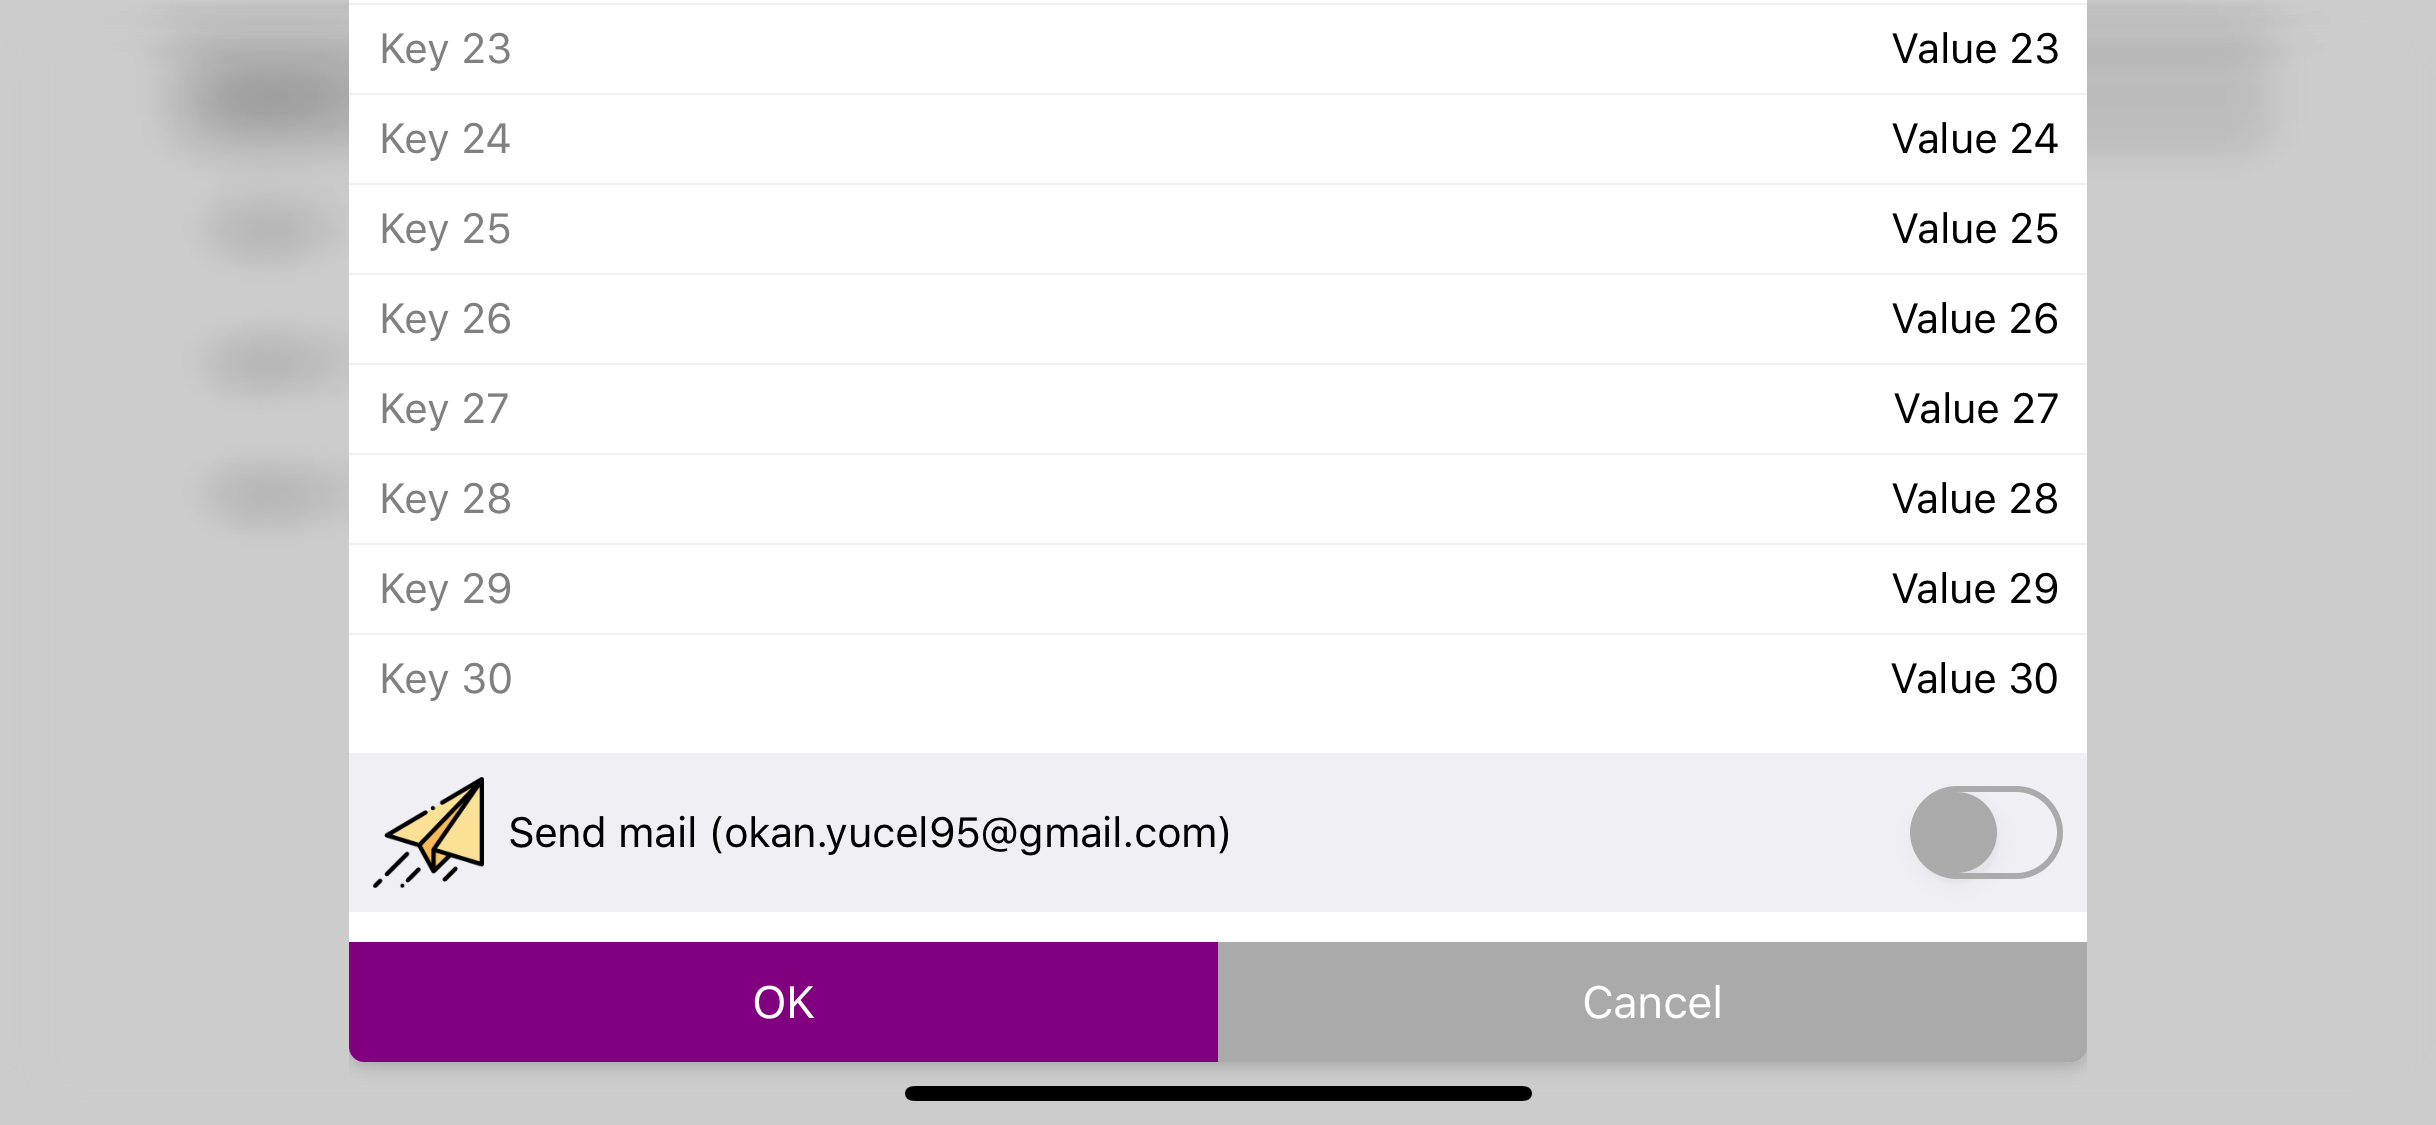 Key 23 Value 23
Key 24 Value 24
Key 25 Value 25
Key 26 Value 26
Key 27 Value 27
Key 28 Value 28
Key 29 Value 29
Key 30 Value 30
Send mail (okan.yucel95@gmail.com)
OK Cancel